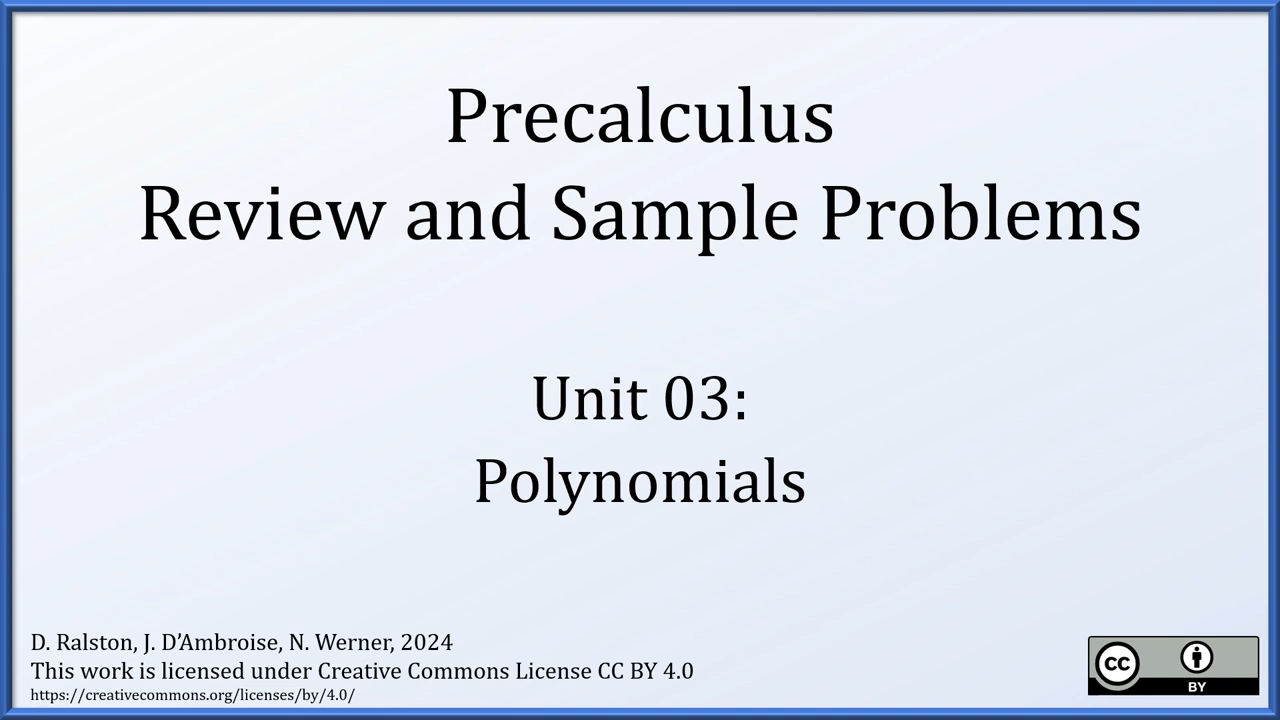 Precalculus
Review and Sample Problems
Unit 03:
Polynomials
D. Ralston, J. D’Ambroise, N. Werner, 2024
This work is licensed under Creative Commons License CC BY 4.0
https://creativecommons.org/licenses/by/4.0/
cc
BY